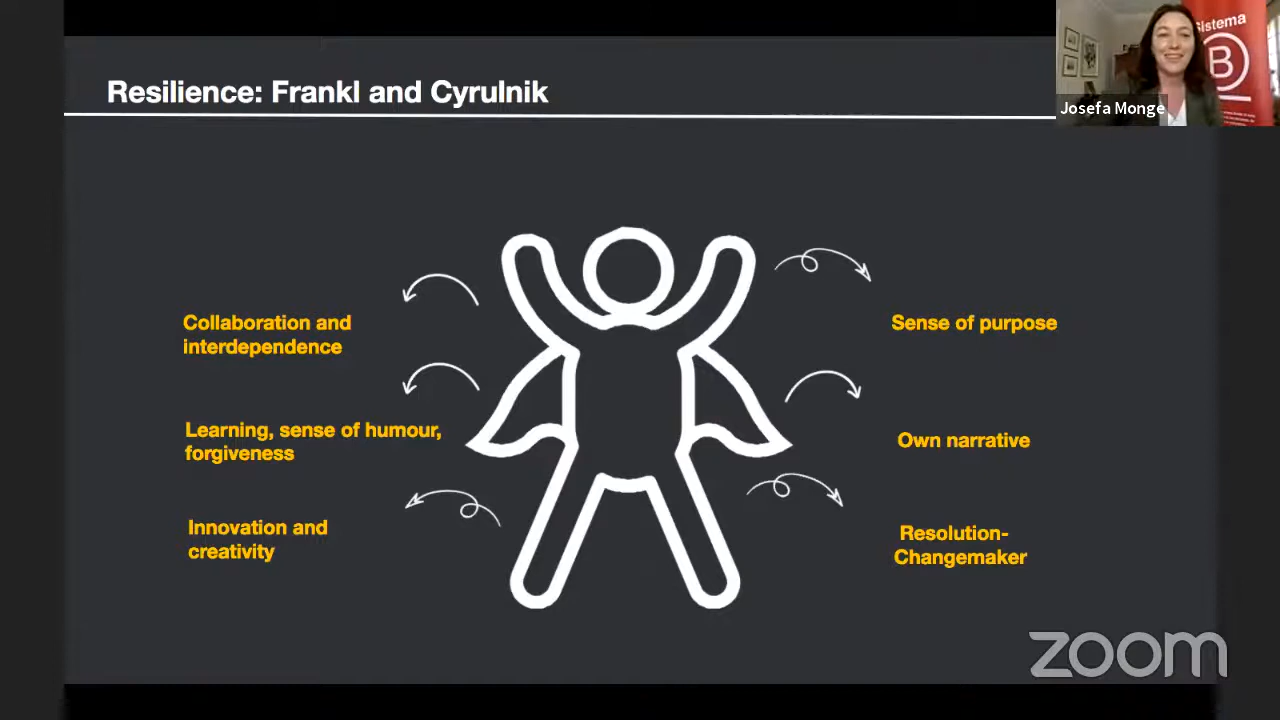 Resilience: Frankl and Cyrulnik
Sistema
B
Josefa Monge
Collaboration and
interdependence
Learning, sense of humour,
forgiveness
Innovation and
creativity
Sense of purpose
Own narrative
Resolution-
Changemaker
zoom